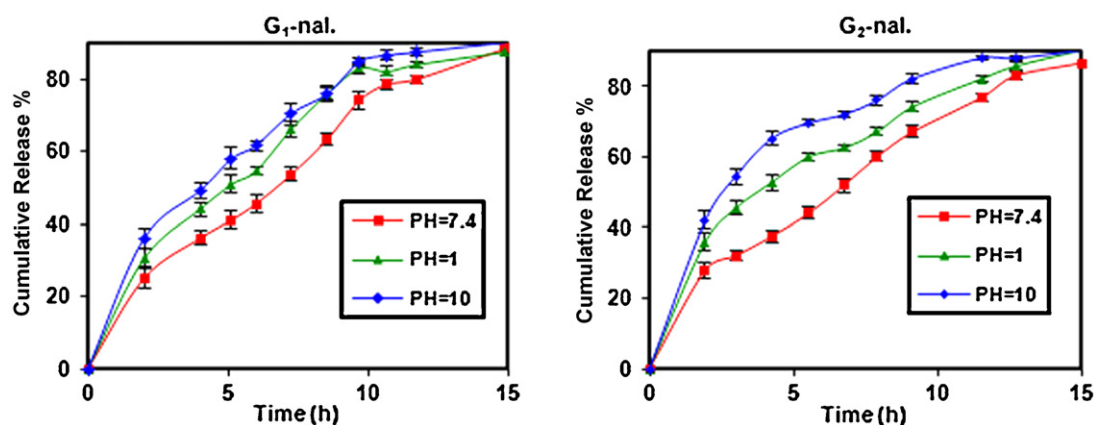 G₁-nal.
Cumulative Release %
80
60
40
20
0
PH=7.4
PH=1
PH=10
0 5 10 15
Time (h)
G₂-nal.
Cumulative Release %
80
60
40
20
0
PH=7.4
PH=1
PH=10
0 5 10 15
Time (h)